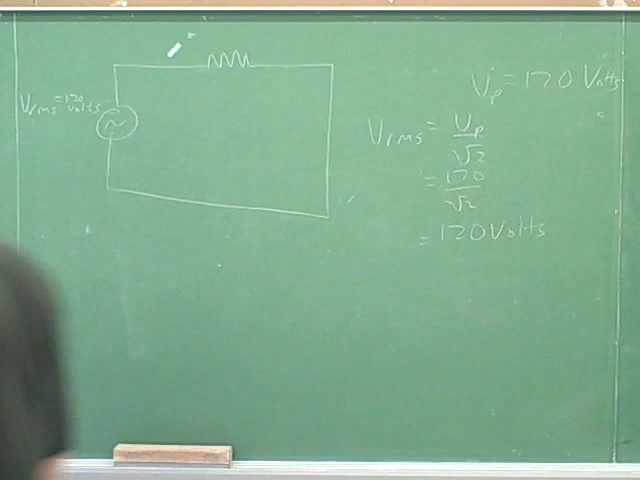 Vrms = 120
volts
Vp = 170 Volts
Vrms = Vp
√2
= 170
√2
= 120 Volts